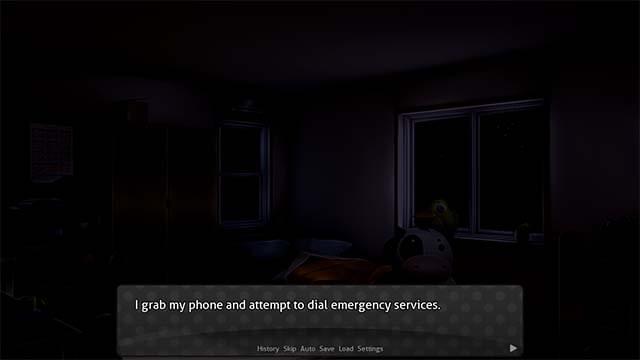 I grab my phone and attempt to dial emergency services.
History Skip Auto Save Load Settings